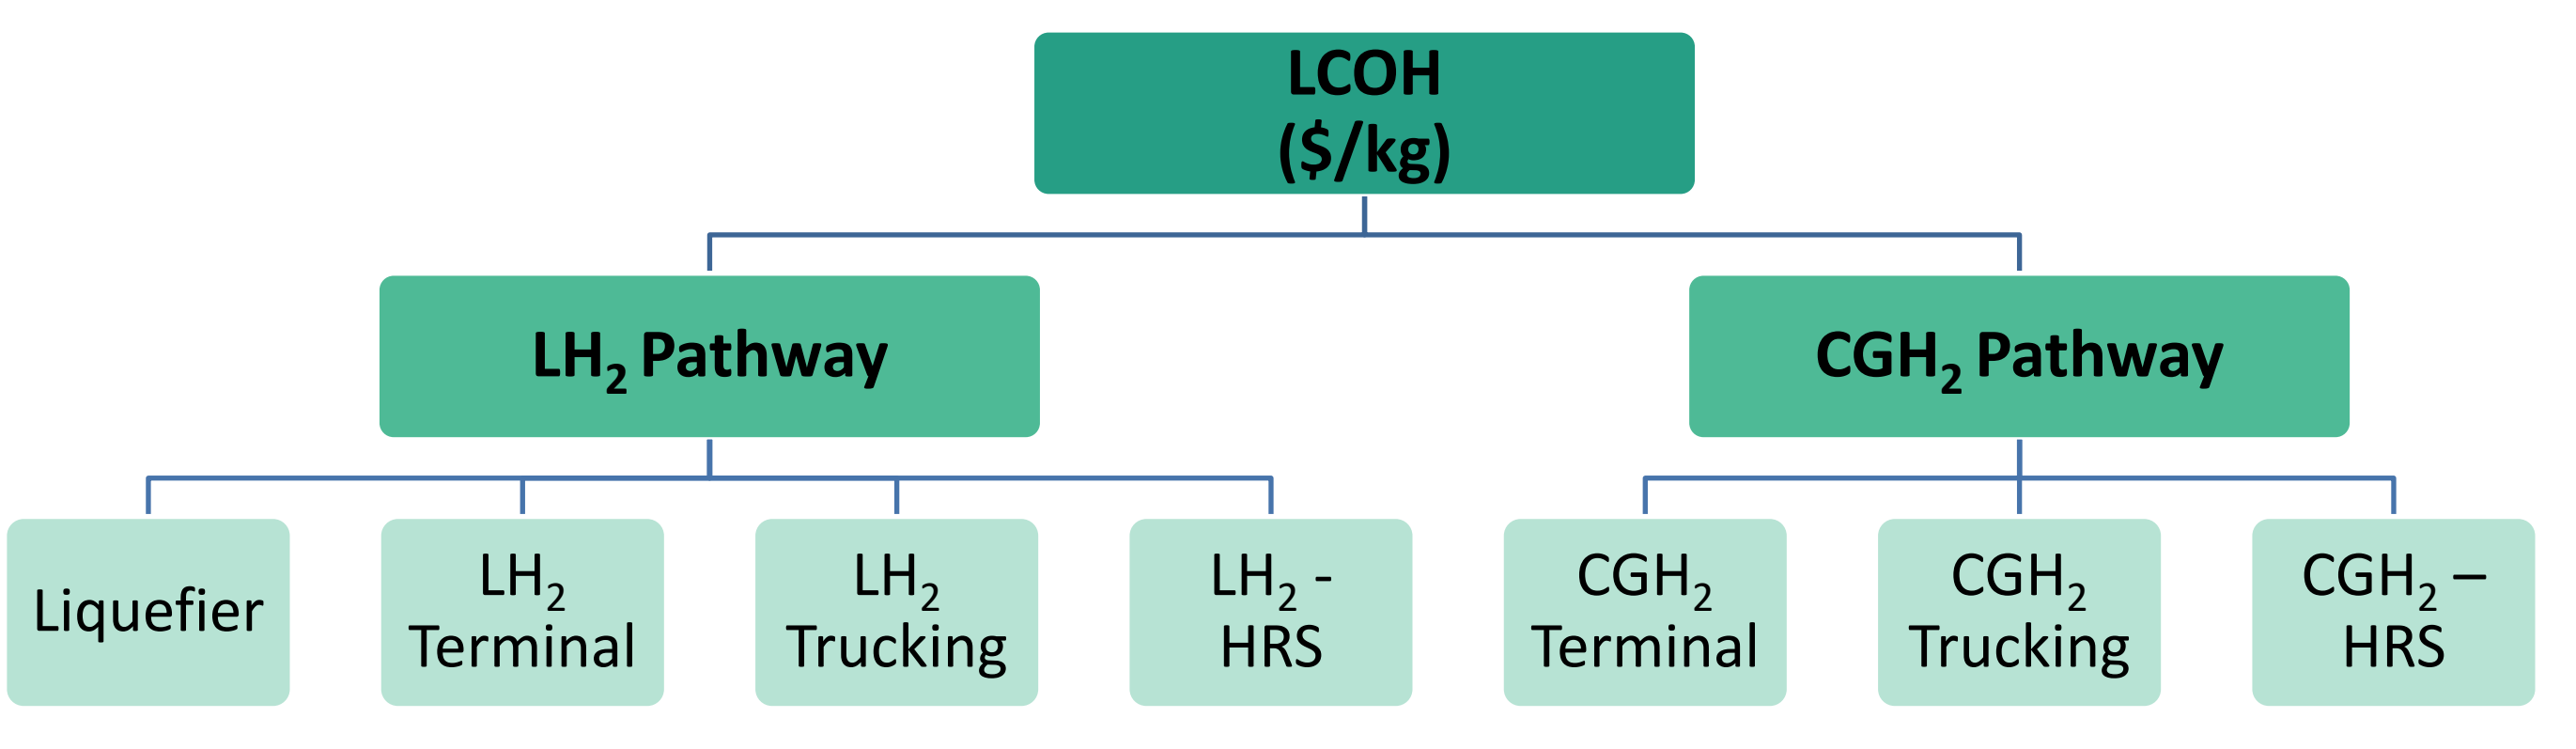 LCOH
($/kg)
LH₂ Pathway
CGH₂ Pathway
Liquefier
LH₂
Terminal
LH₂
Trucking
LH₂ -
HRS
CGH₂
Terminal
CGH₂
Trucking
CGH₂ –
HRS